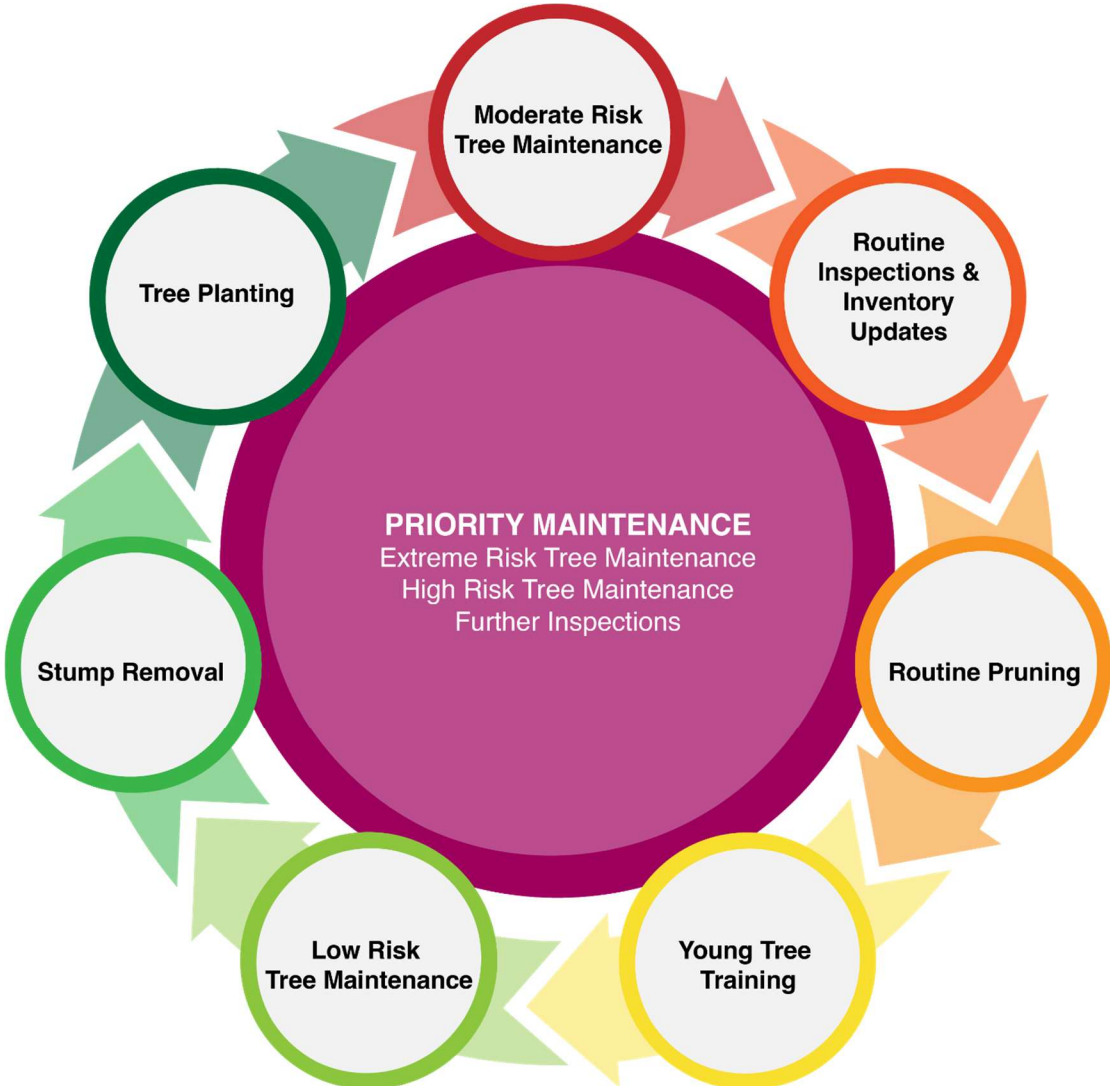 Moderate Risk
Tree Maintenance
Routine
Inspections &
Inventory
Updates
Routine Pruning
Young Tree
Training
Low Risk
Tree Maintenance
Stump Removal
Tree Planting
PRIORITY MAINTENANCE
Extreme Risk Tree Maintenance
High Risk Tree Maintenance
Further Inspections